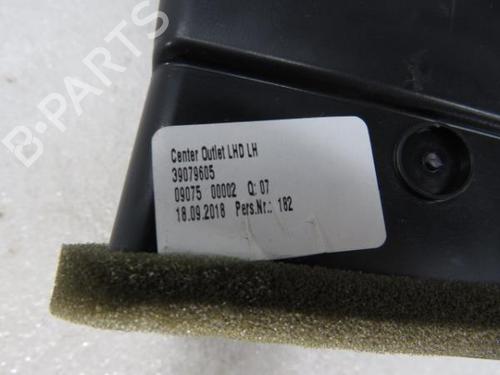 Center Outlet LHD LH
39079605
09075 00002 Q: 07
18.09.2018 Pers.Nr.: 182
B-PARTS